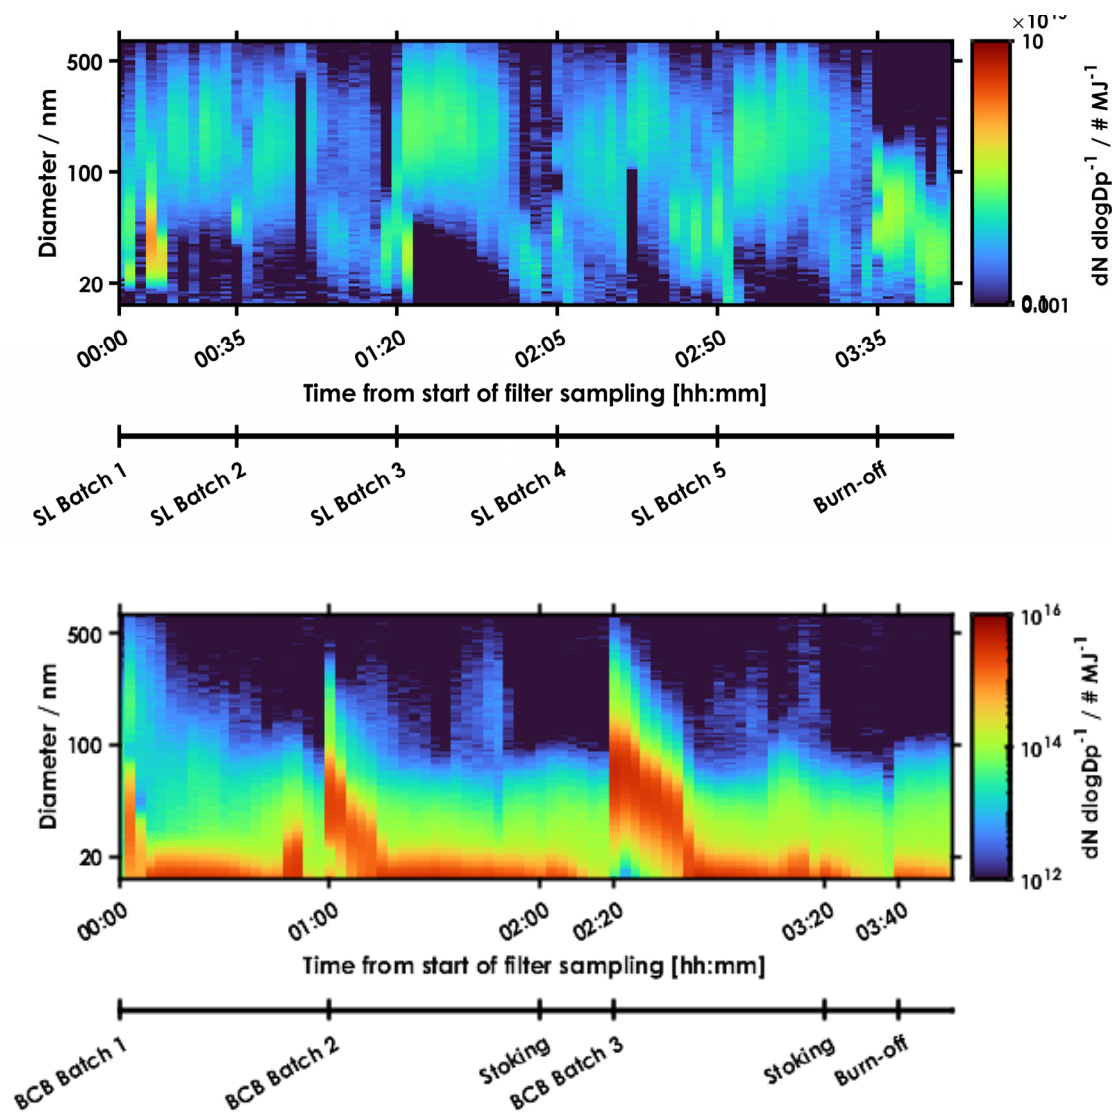 ×10
10
500
100
20
Diameter / nm
dN dlogDp⁻¹ / # MJ⁻¹
0.001
00:00 00:35 01:20 02:05 02:50 03:35
Time from start of filter sampling [hh:mm]
SL Batch 1 SL Batch 2 SL Batch 3 SL Batch 4 SL Batch 5 Burn-off
500
100
20
Diameter / nm
10¹⁶
10¹⁴
10¹²
dN dlogDp⁻¹ / # MJ⁻¹
00:00 01:00 02:00 02:20 03:20 03:40
Time from start of filter sampling [hh:mm]
BCB Batch 1 BCB Batch 2 Stoking BCB Batch 3 Stoking Burn-off